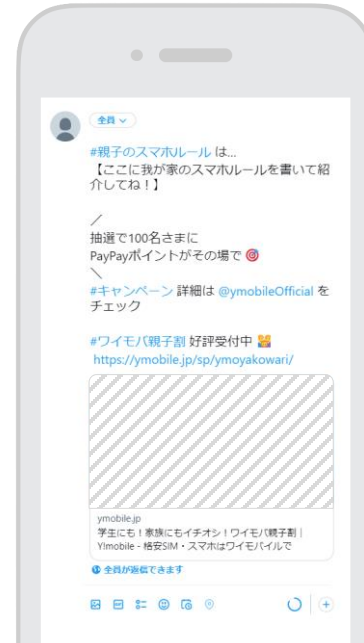 全員
#親子のスマホルール は...
【ここに我が家のスマホルールを書いて紹
介してね！】
／
抽選で100名さまに
PayPayポイントがその場で 🎯
＼
#キャンペーン 詳細は @ymobileOfficial を
チェック
#ワイモバ親子割 好評受付中 👪
https://ymobile.jp/sp/ymoyakowari/
ymobile.jp
学生にも！家族にもイチオシ！ワイモバ親子割｜
Y!mobile - 格安SIM・スマホはワイモバイルで
全員が返信できます
GIF